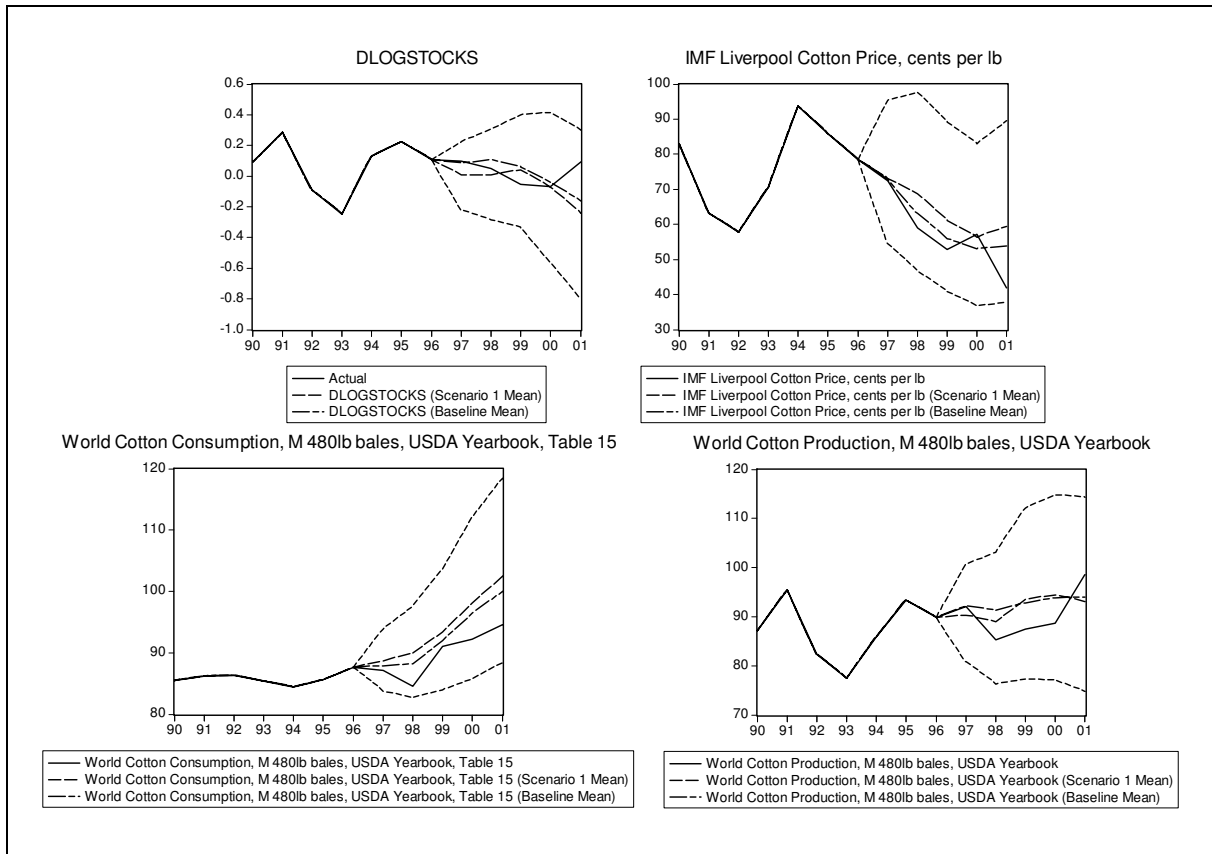 DLOGSTOCKS
0.6
0.4
0.2
0.0
-0.2
-0.4
-0.6
-0.8
-1.0
90 91 92 93 94 95 96 97 98 99 00 01
Actual
DLOGSTOCKS (Scenario 1 Mean)
DLOGSTOCKS (Baseline Mean)
IMF Liverpool Cotton Price, cents per lb
100
90
80
70
60
50
40
30
90 91 92 93 94 95 96 97 98 99 00 01
IMF Liverpool Cotton Price, cents per lb
IMF Liverpool Cotton Price, cents per lb (Scenario 1 Mean)
IMF Liverpool Cotton Price, cents per lb (Baseline Mean)
World Cotton Consumption, M 480lb bales, USDA Yearbook, Table 15
120
110
100
90
80
90 91 92 93 94 95 96 97 98 99 00 01
World Cotton Consumption, M 480lb bales, USDA Yearbook, Table 15
World Cotton Consumption, M 480lb bales, USDA Yearbook, Table 15 (Scenario 1 Mean)
World Cotton Consumption, M 480lb bales, USDA Yearbook, Table 15 (Baseline Mean)
World Cotton Production, M 480lb bales, USDA Yearbook
120
110
100
90
80
70
90 91 92 93 94 95 96 97 98 99 00 01
World Cotton Production, M 480lb bales, USDA Yearbook
World Cotton Production, M 480lb bales, USDA Yearbook (Scenario 1 Mean)
World Cotton Production, M 480lb bales, USDA Yearbook (Baseline Mean)